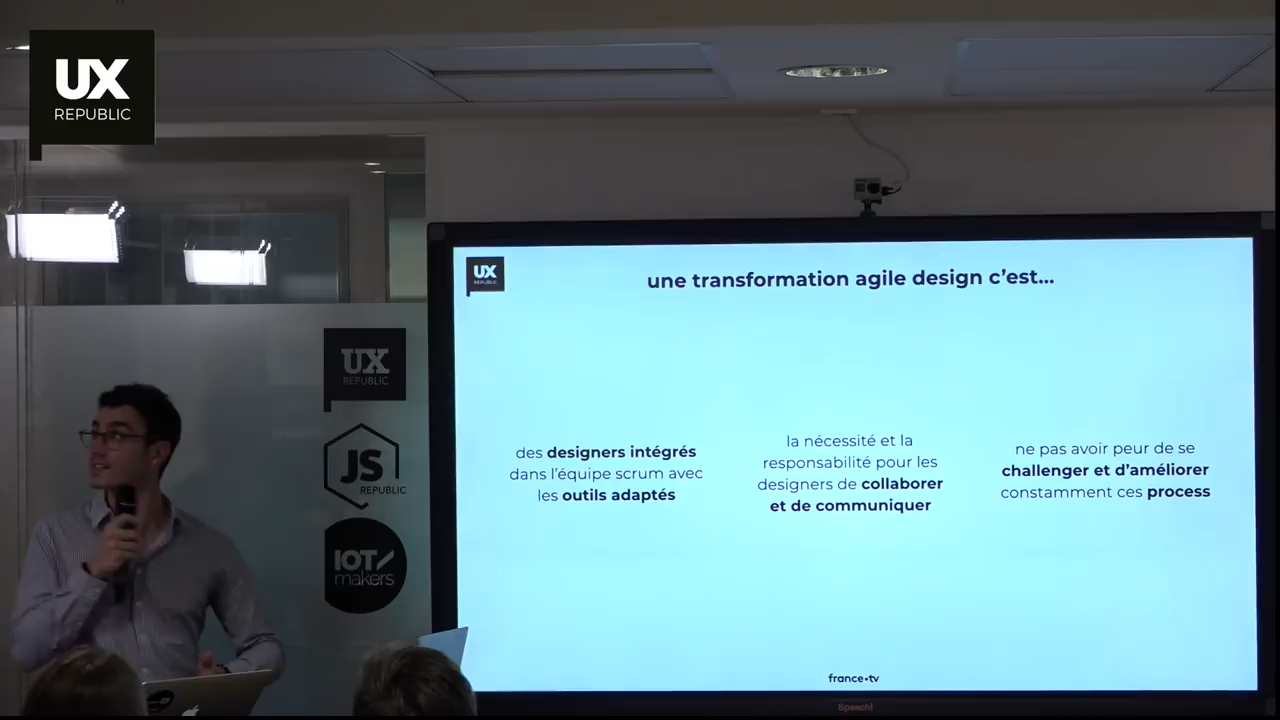 UX
REPUBLIC
UX
REPUBLIC
une transformation agile design c'est...
des designers intégrés
dans l'équipe scrum avec
les outils adaptés
la nécessité et la
responsabilité pour les
designers de collaborer
et de communiquer
ne pas avoir peur de se
challenger et d'améliorer
constamment ces process
france•tv
UX
REPUBLIC
JS
REPUBLIC
IOT/
makers